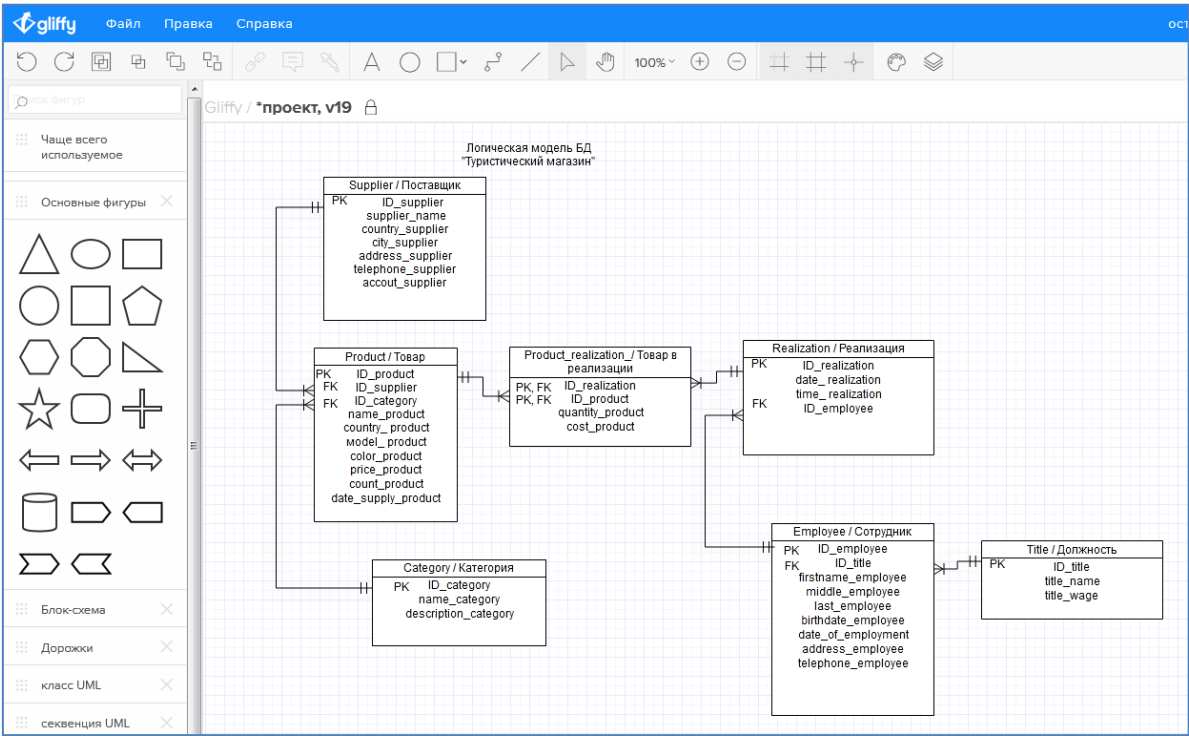 gliffy Файл Правка Справка ост
100%
Поиск фигур
Gliffy / *проект, v19
Чаще всего
используемое
Основные фигуры
Блок-схема
Дорожки
класс UML
секвенция UML
Логическая модель БД
"Туристический магазин"
Supplier / Поставщик
PK ID_supplier
supplier_name
country_supplier
city_supplier
address_supplier
telephone_supplier
accout_supplier
Product / Товар
PK ID_product
FK ID_supplier
FK ID_category
name_product
country_ product
мodel_ product
color_product
price_product
count_product
date_supply_product
Category / Категория
PK ID_category
name_category
description_category
Product_realization_/ Товар в
реализации
PK, FK ID_realization
PK, FK ID_product
quantity_product
cost_product
Realization / Реализация
PK ID_realization
date_ realization
time_ realization
FK ID_employee
Employee / Сотрудник
PK ID_employee
FK ID_title
firstname_employee
middle_employee
last_employee
birthdate_employee
date_of_employment
address_employee
telephone_employee
Title / Должность
PK ID_title
title_name
title_wage